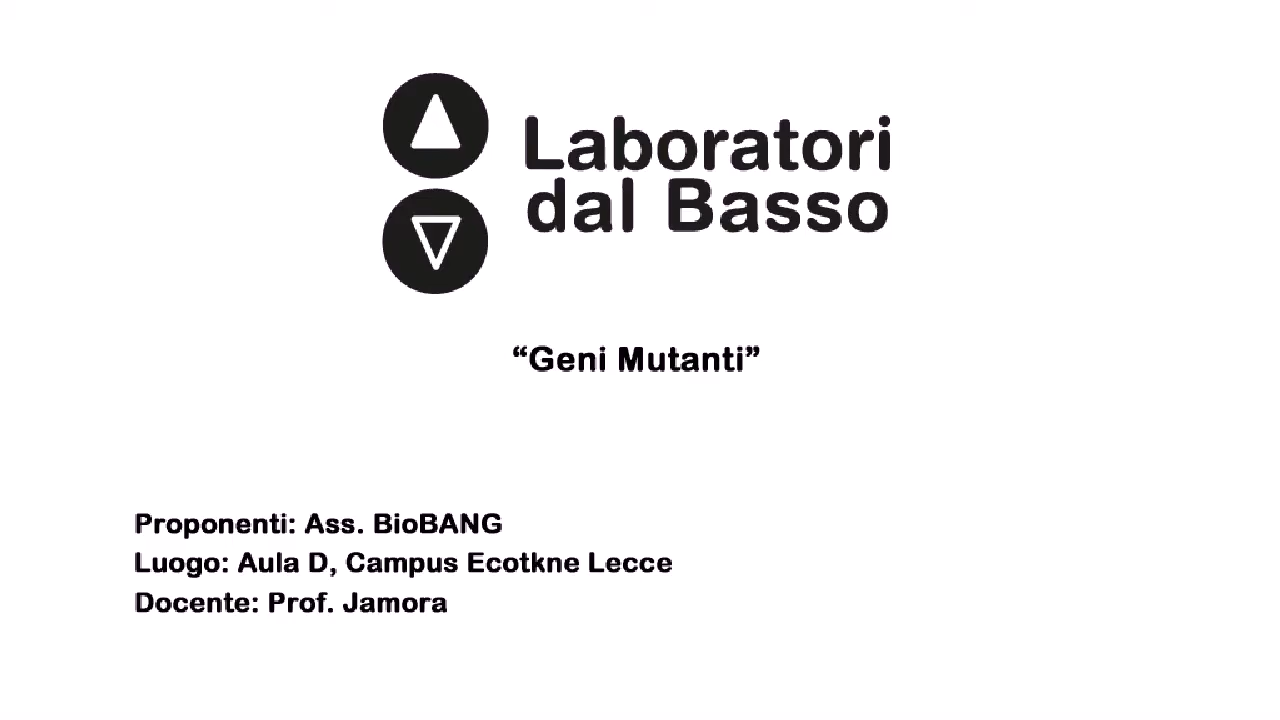 Laboratori
dal Basso
“Geni Mutanti”
Proponenti: Ass. BioBANG
Luogo: Aula D, Campus Ecotkne Lecce
Docente: Prof. Jamora